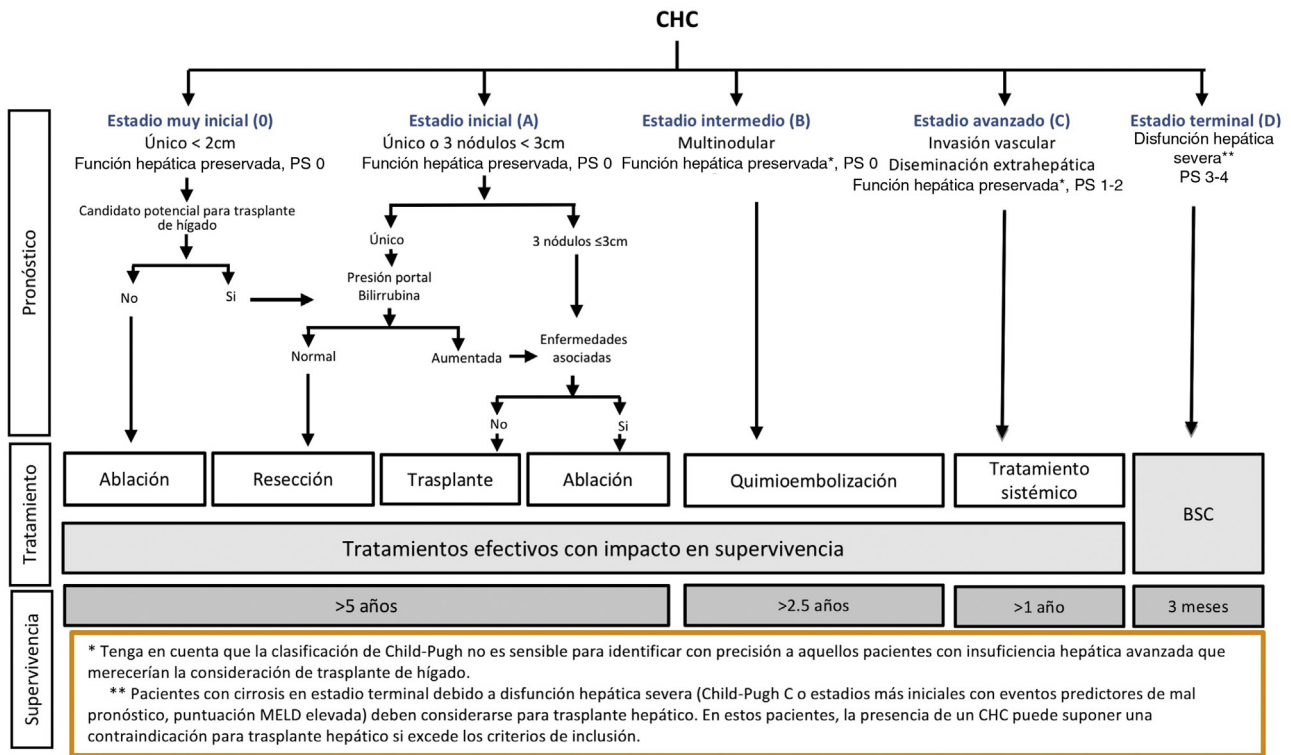 CHC
Estadio muy inicial (0)
Único < 2cm
Función hepática preservada, PS 0
Candidato potencial para trasplante
de hígado
No
Si
Estadio inicial (A)
Único o 3 nódulos < 3cm
Función hepática preservada, PS 0
Único
3 nódulos ≤3cm
Presión portal
Bilirrubina
Normal
Aumentada
Enfermedades
asociadas
No
Si
Estadio intermedio (B)
Multinodular
Función hepática preservada*, PS 0
Estadio avanzado (C)
Invasión vascular
Diseminación extrahepática
Función hepática preservada*, PS 1-2
Estadio terminal (D)
Disfunción hepática
severa**
PS 3-4
Pronóstico
Tratamiento
Ablación
Resección
Trasplante
Ablación
Quimioembolización
Tratamiento
sistémico
BSC
Tratamientos efectivos con impacto en supervivencia
Supervivencia
>5 años
>2.5 años
>1 año
3 meses
* Tenga en cuenta que la clasificación de Child-Pugh no es sensible para identificar con precisión a aquellos pacientes con insuficiencia hepática avanzada que
merecerían la consideración de trasplante de hígado.
** Pacientes con cirrosis en estadio terminal debido a disfunción hepática severa (Child-Pugh C o estadios más iniciales con eventos predictores de mal
pronóstico, puntuación MELD elevada) deben considerarse para trasplante hepático. En estos pacientes, la presencia de un CHC puede suponer una
contraindicación para trasplante hepático si excede los criterios de inclusión.